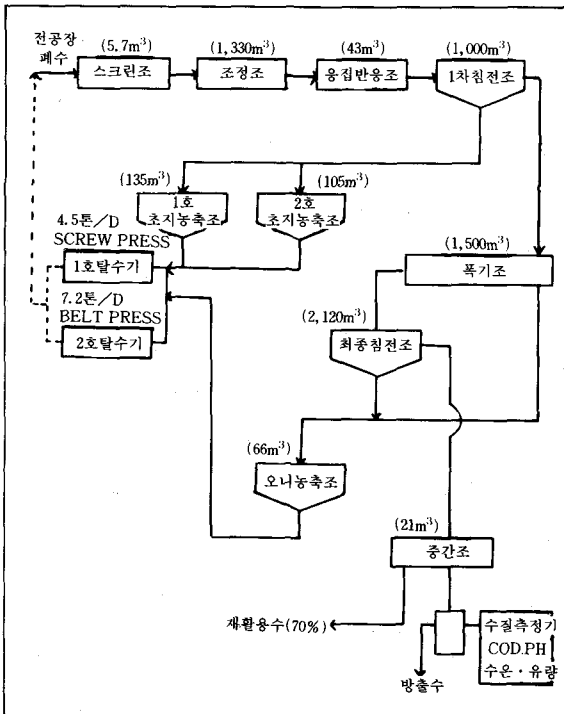 전공장
폐수
(5.7m³)
스크린조
(1,330m³)
조정조
(43m³)
응집반응조
(1,000m³)
1차침전조
(135m³)
1호
초지농축조
(105m³)
2호
초지농축조
4.5톤/D
SCREW PRESS
1호탈수기
7.2톤/D
BELT PRESS
2호탈수기
(1,500m³)
폭기조
(2,120m³)
최종침전조
(66m³)
오니농축조
(21m³)
중간조
재활용수(70%)
방출수
수질측정기
COD.PH
수온·유량